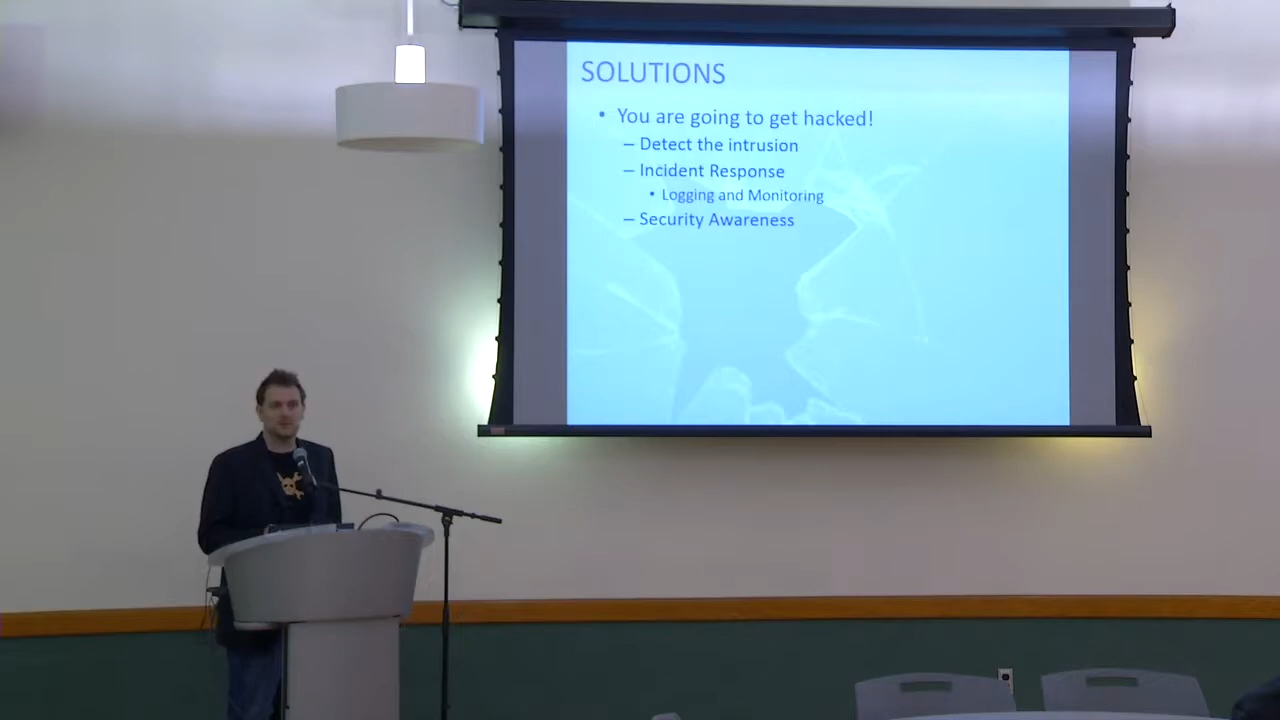 SOLUTIONS
• You are going to get hacked!
– Detect the intrusion
– Incident Response
• Logging and Monitoring
– Security Awareness